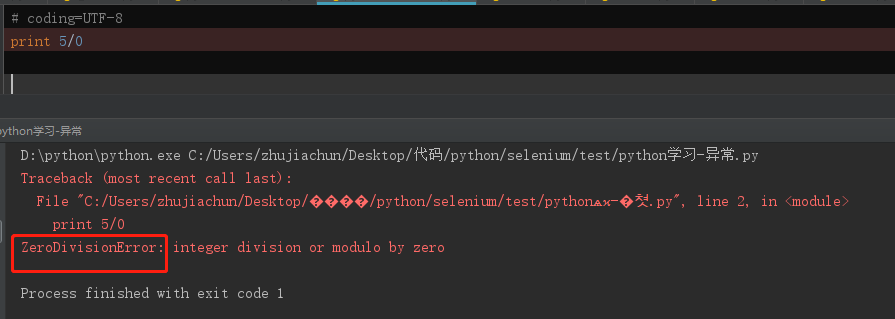 # coding=UTF-8
print 5/0
ython学习-异常
D:\python\python.exe C:/Users/zhujiachun/Desktop/代码/python/selenium/test/python学习-异常.py
Traceback (most recent call last):
File "C:/Users/zhujiachun/Desktop/����/python/selenium/test/pythonѧϰ-�쳣.py", line 2, in <module>
print 5/0
ZeroDivisionError: integer division or modulo by zero
Process finished with exit code 1